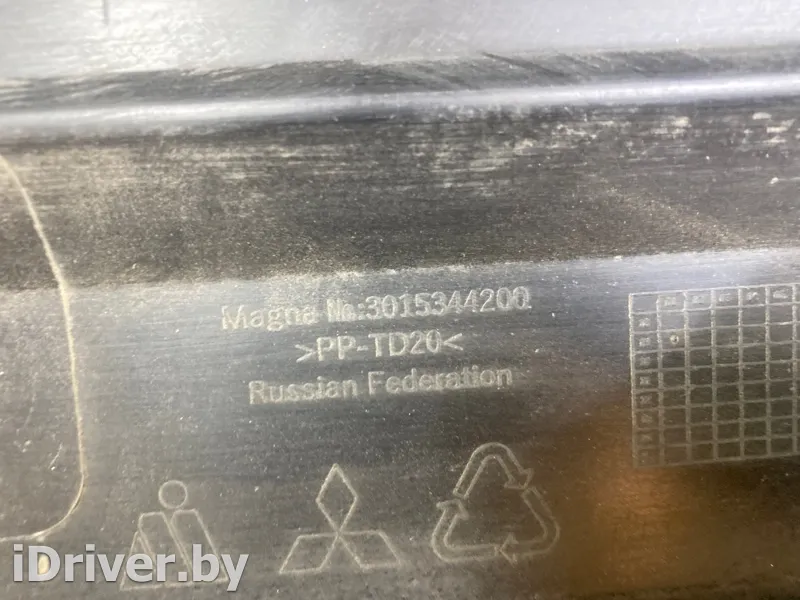 Magna №:3015344200
>PP-TD20<
Russian Federation
iDriver.by